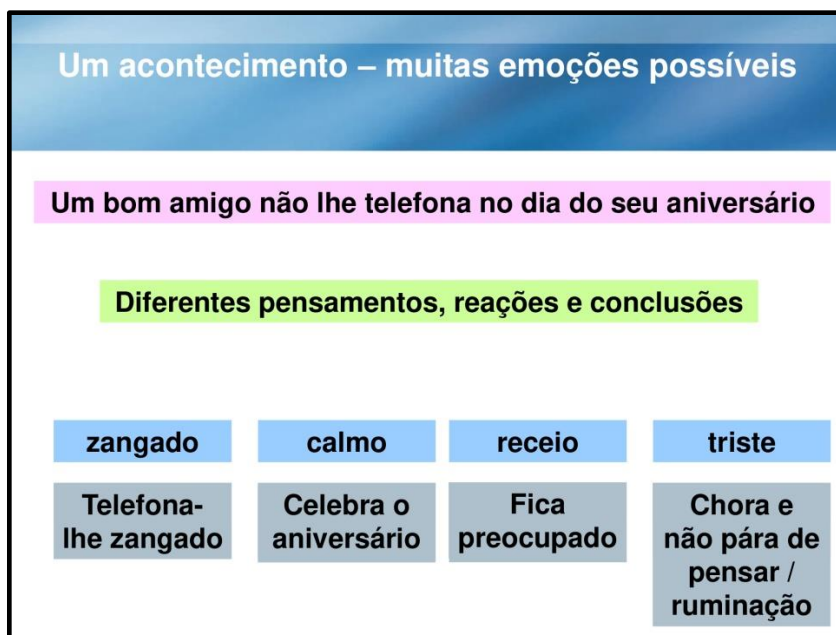 Um acontecimento – muitas emoções possíveis
Um bom amigo não lhe telefona no dia do seu aniversário
Diferentes pensamentos, reações e conclusões
zangado
calmo
receio
triste
Telefona-
lhe zangado
Celebra o
aniversário
Fica
preocupado
Chora e
não pára de
pensar /
ruminação